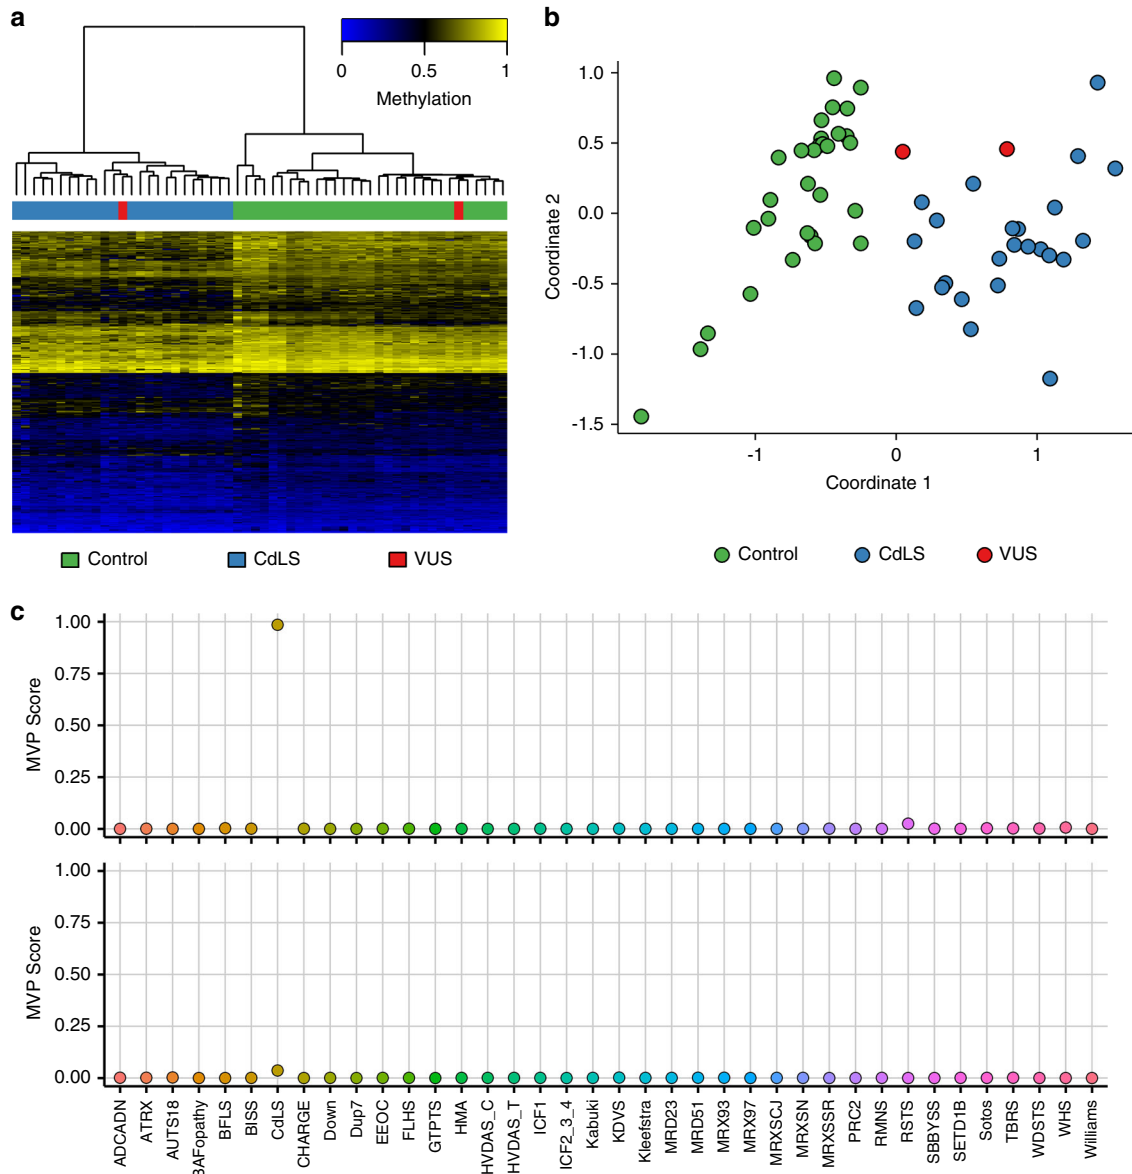 a
0 0.5 1
Methylation
Control CdLS VUS
b
Coordinate 2
1.0
0.5
0.0
-0.5
-1.0
-1.5
-1 0 1
Coordinate 1
Control CdLS VUS
c
MVP Score
1.00
0.75
0.50
0.25
0.00
MVP Score
1.00
0.75
0.50
0.25
0.00
ADCADN
ATRX
AUTS18
BAFopathy
BFLS
BISS
CdLS
CHARGE
Down
Dup7
EEOC
FLHS
GTPTS
HMA
HVDAS_C
HVDAS_T
ICF1
ICF2_3_4
Kabuki
KDVS
Kleefstra
MRD23
MRD51
MRX93
MRX97
MRXSCJ
MRXSN
MRXSSR
PRC2
RMNS
RSTS
SBBYSS
SETD1B
Sotos
TBRS
WDSTS
WHS
Williams